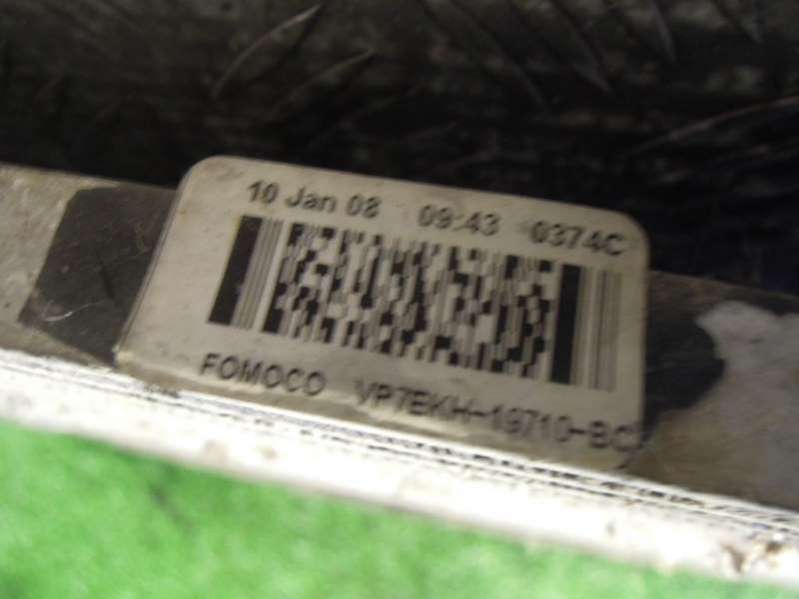 10 Jan 08 09:43 0374C
FOMOCO VP7EKH-19710-BC